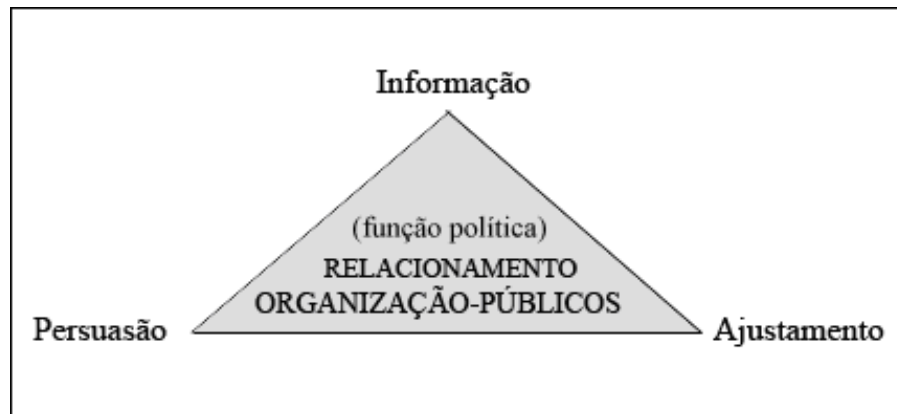 Informação
(função política)
RELACIONAMENTO
ORGANIZAÇÃO-PÚBLICOS
Persuasão
Ajustamento